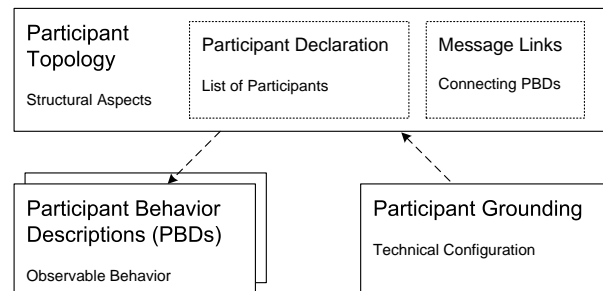 Participant
Topology
Structural Aspects
Participant Declaration
List of Participants
Message Links
Connecting PBDs
Participant Behavior
Descriptions (PBDs)
Observable Behavior
Participant Grounding
Technical Configuration